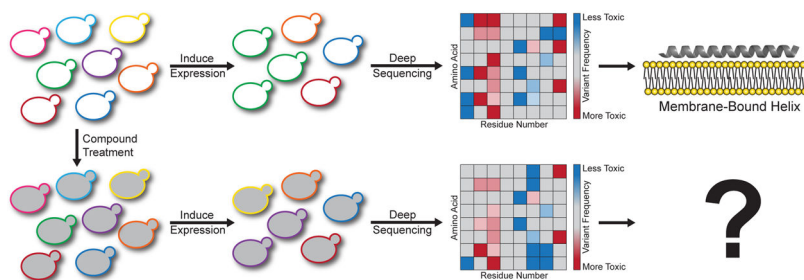 Induce
Expression
Deep
Sequencing
Amino Acid
Residue Number
Less Toxic
Variant Frequency
More Toxic
Membrane-Bound Helix
Compound
Treatment
Induce
Expression
Deep
Sequencing
Amino Acid
Residue Number
Less Toxic
Variant Frequency
More Toxic
?